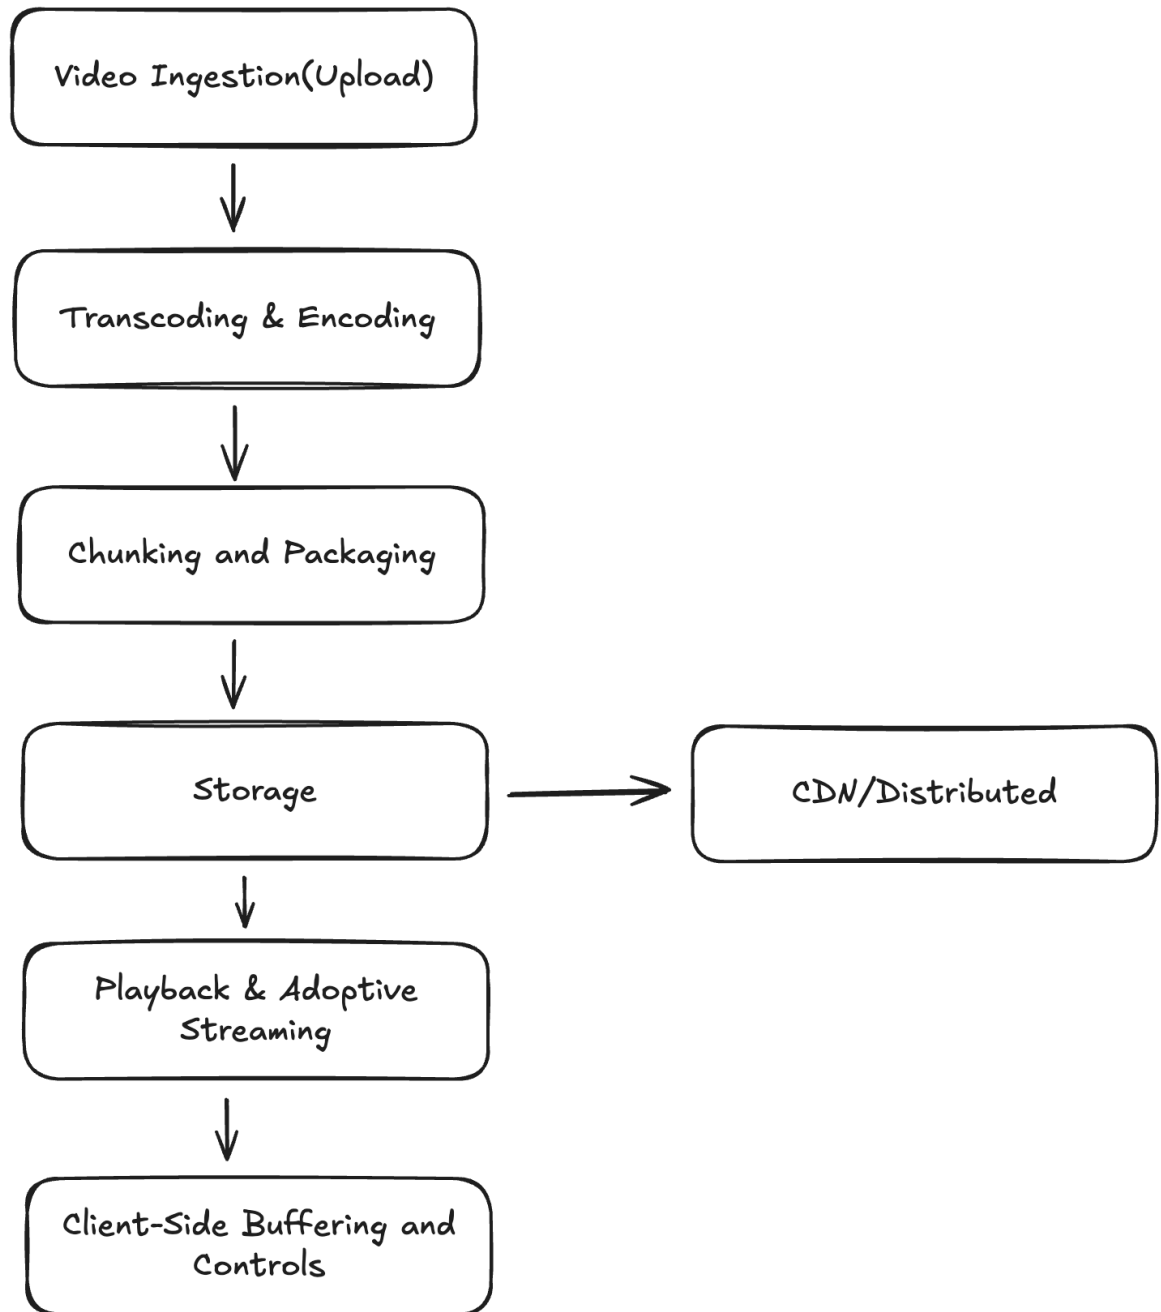 Video Ingestion(Upload)
Transcoding & Encoding
Chunking and Packaging
Storage
CDN/Distributed
Playback & Adoptive
Streaming
Client-Side Buffering and
Controls